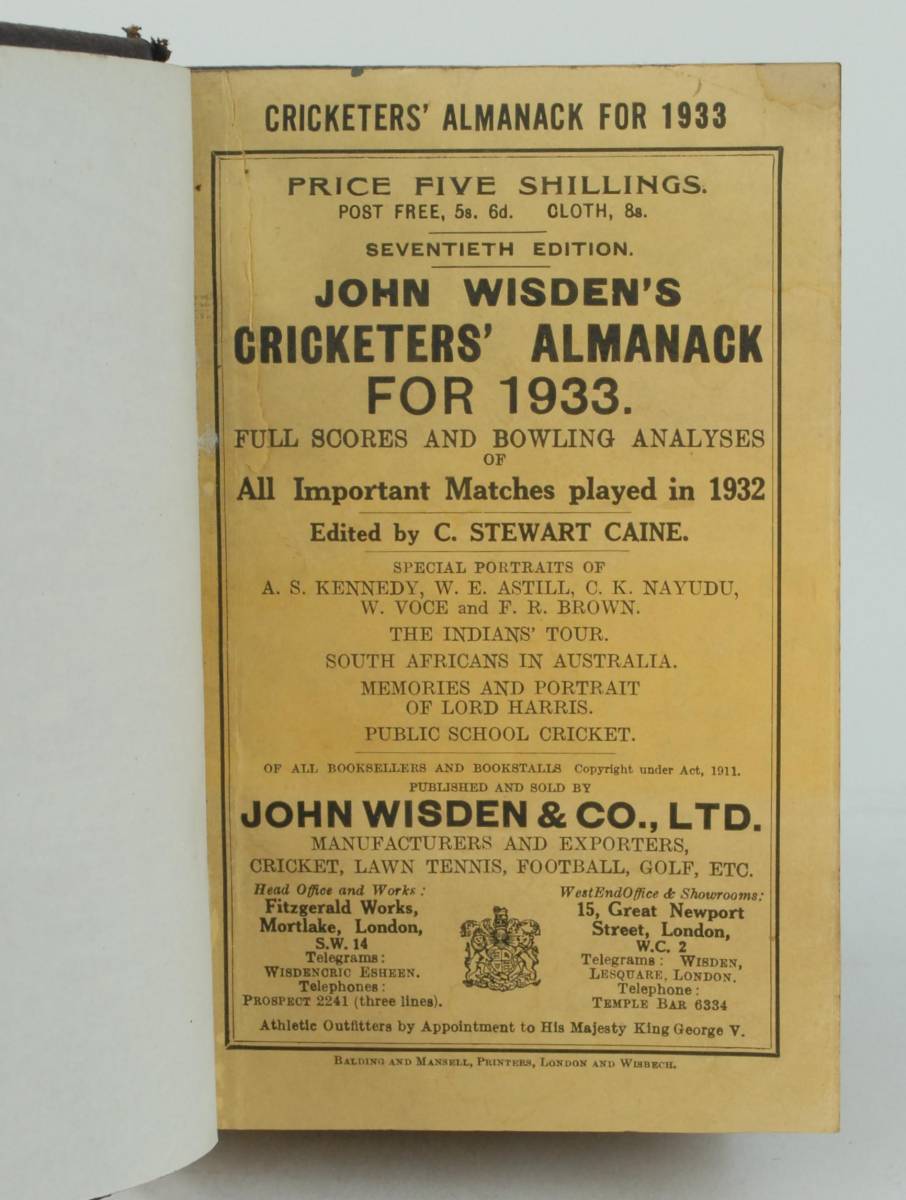 CRICKETERS' ALMANACK FOR 1933
PRICE FIVE SHILLINGS.
POST FREE, 5s. 6d. CLOTH, 8s.
SEVENTIETH EDITION.
JOHN WISDEN'S
CRICKETERS' ALMANACK
FOR 1933.
FULL SCORES AND BOWLING ANALYSES
OF
All Important Matches played in 1932
Edited by C. STEWART CAINE.
SPECIAL PORTRAITS OF
A. S. KENNEDY, W. E. ASTILL, C. K. NAYUDU,
W. VOCE and F. R. BROWN.
THE INDIANS' TOUR.
SOUTH AFRICANS IN AUSTRALIA.
MEMORIES AND PORTRAIT
OF LORD HARRIS.
PUBLIC SCHOOL CRICKET.
OF ALL BOOKSELLERS AND BOOKSTALLS Copyright under Act, 1911.
PUBLISHED AND SOLD BY
JOHN WISDEN & CO., LTD.
MANUFACTURERS AND EXPORTERS,
CRICKET, LAWN TENNIS, FOOTBALL, GOLF, ETC.
Head Office and Works:
Fitzgerald Works,
Mortlake, London,
S.W. 14
Telegrams:
WISDENCRIC ESHEEN.
Telephones:
PROSPECT 2241 (three lines).
West End Office & Showrooms:
15, Great Newport
Street, London,
W.C. 2
Telegrams: WISDEN,
LESQUARE, LONDON.
Telephone:
TEMPLE BAR 6334
Athletic Outfitters by Appointment to His Majesty King George V.
BALDING AND MANSELL, PRINTERS, LONDON AND WISBECH.